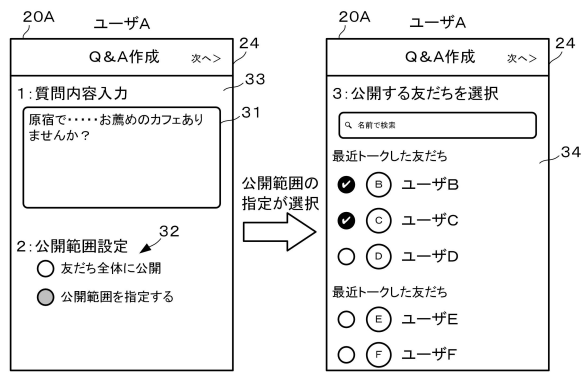 20A
ユーザA
Q&A作成
次へ>
24
33
1:質問内容入力
31
原宿で・・・・・お薦めのカフェあり
ませんか?
2:公開範囲設定
32
友だち全体に公開
公開範囲を指定する
公開範囲の
指定が選択
20A
ユーザA
Q&A作成
次へ>
24
3:公開する友だちを選択
名前で検索
34
最近トークした友だち
B ユーザB
C ユーザC
D ユーザD
最近トークした友だち
E ユーザE
F ユーザF